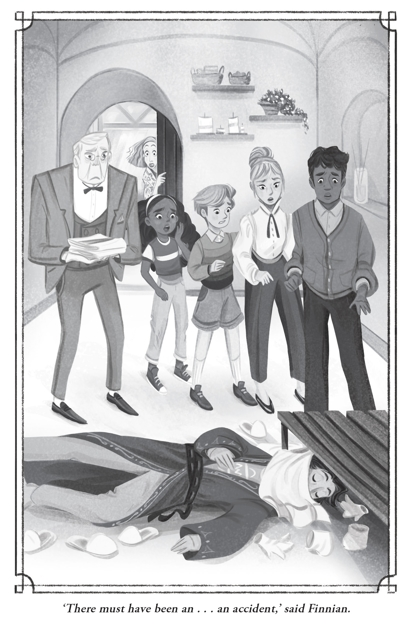 'There must have been an . . . an accident,' said Finnian.